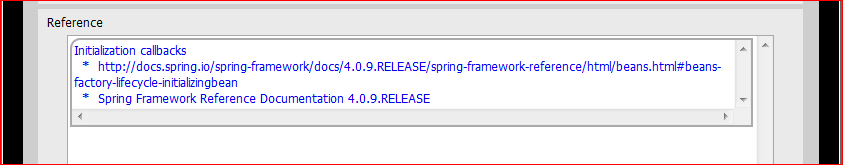 Reference
Initialization callbacks
* http://docs.spring.io/spring-framework/docs/4.0.9.RELEASE/spring-framework-reference/html/beans.html#beans-
factory-lifecycle-initializingbean
* Spring Framework Reference Documentation 4.0.9.RELEASE